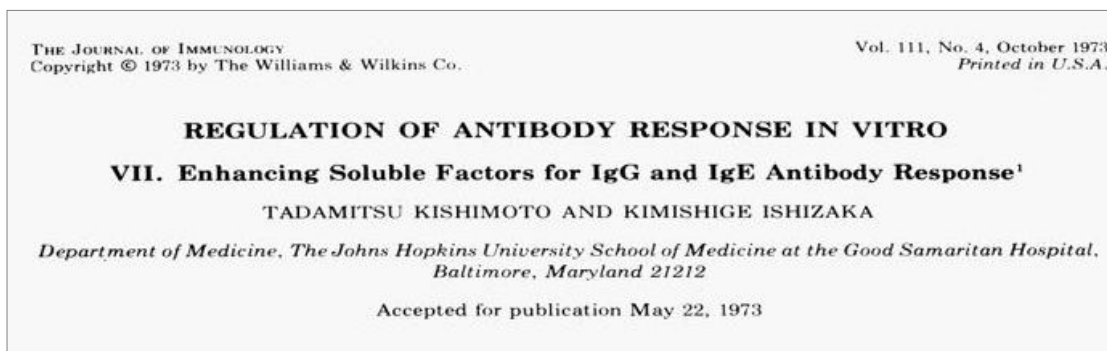 THE JOURNAL OF IMMUNOLOGY
Copyright © 1973 by The Williams & Wilkins Co.
Vol. 111, No. 4, October 1973
Printed in U.S.A.
REGULATION OF ANTIBODY RESPONSE IN VITRO
VII. Enhancing Soluble Factors for IgG and IgE Antibody Response¹
TADAMITSU KISHIMOTO AND KIMISHIGE ISHIZAKA
Department of Medicine, The Johns Hopkins University School of Medicine at the Good Samaritan Hospital,
Baltimore, Maryland 21212
Accepted for publication May 22, 1973